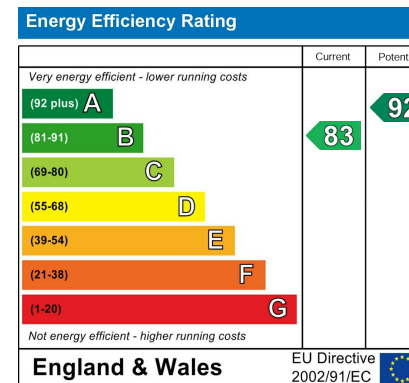 Energy Efficiency Rating
Current Potent
Very energy efficient - lower running costs
(92 plus) A
92
(81-91) B
83
(69-80) C
(55-68) D
(39-54) E
(21-38) F
(1-20) G
Not energy efficient - higher running costs
England & Wales
EU Directive
2002/91/EC